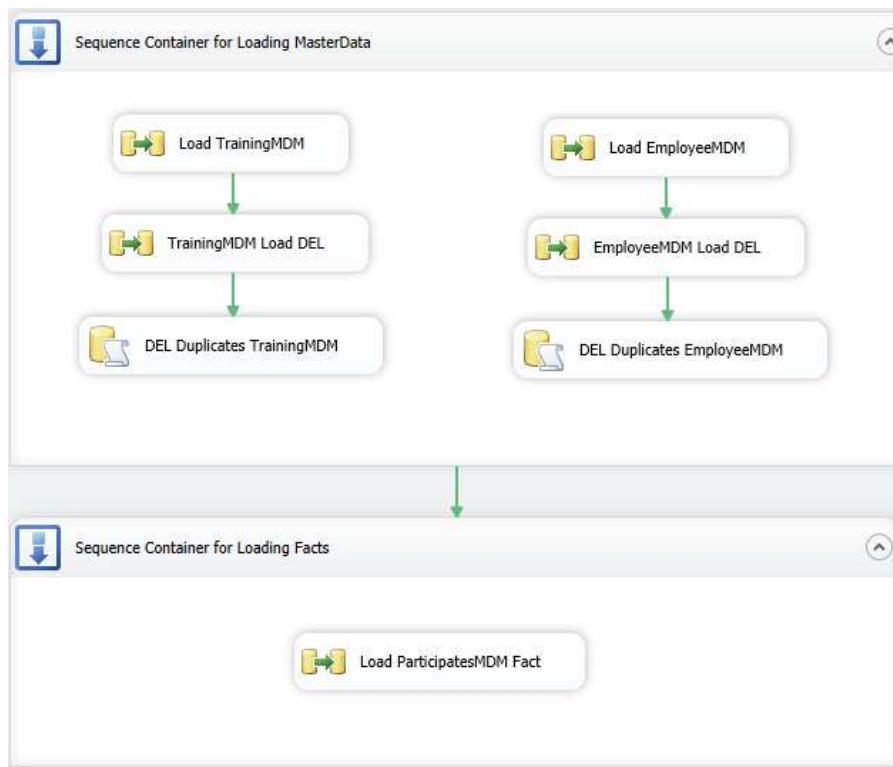 Sequence Container for Loading MasterData
Load TrainingMDM
Load EmployeeMDM
TrainingMDM Load DEL
EmployeeMDM Load DEL
DEL Duplicates TrainingMDM
DEL Duplicates EmployeeMDM
Sequence Container for Loading Facts
Load ParticipatesMDM Fact